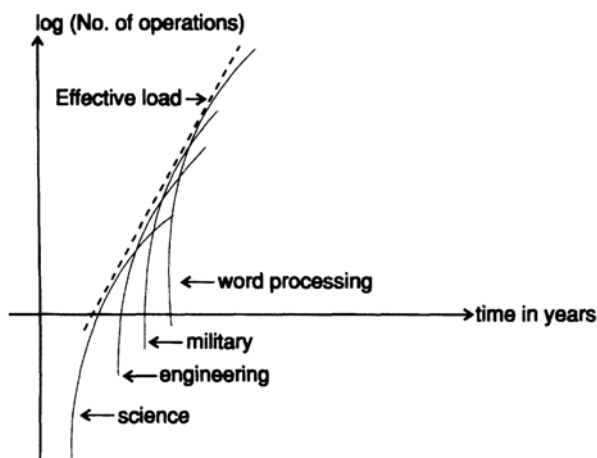 log (No. of operations)
Effective load
word processing
time in years
military
engineering
science